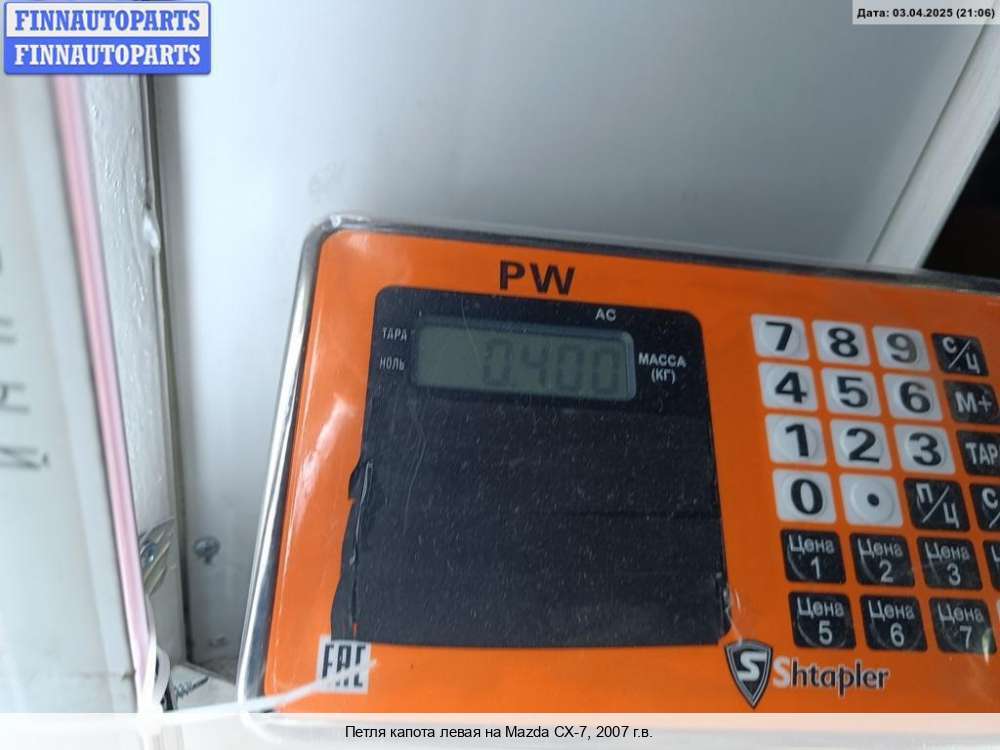 FINNAUTOPARTS
FINNAUTOPARTS
Дата: 03.04.2025 (21:06)
PW
AC
ТАРА
НОЛЬ
0.400
МАССА
(КГ)
7 8 9 С/Ц
4 5 6 М+
1 2 3 ТАР
0 . П/Ц С
Цена 1 Цена 2 Цена 3
Цена 5 Цена 6 Цена 7
EAC
S Shtapler
Петля капота левая на Mazda CX-7, 2007 г.в.